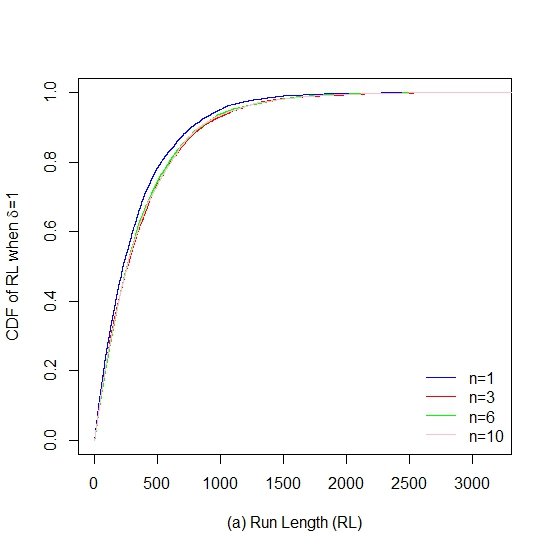 CDF of RL when δ=1
1.0
0.8
0.6
0.4
0.2
0.0
n=1
n=3
n=6
n=10
0 500 1000 1500 2000 2500 3000
(a) Run Length (RL)